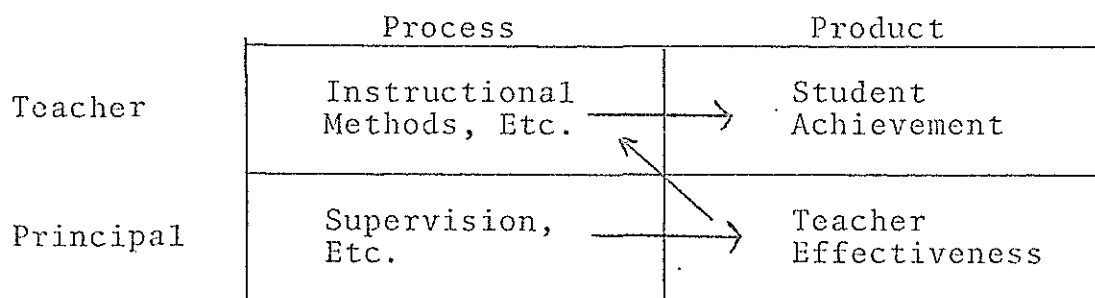 Process Product
Teacher Instructional Student
Methods, Etc. Achievement
Principal Supervision, Teacher
Etc. Effectiveness